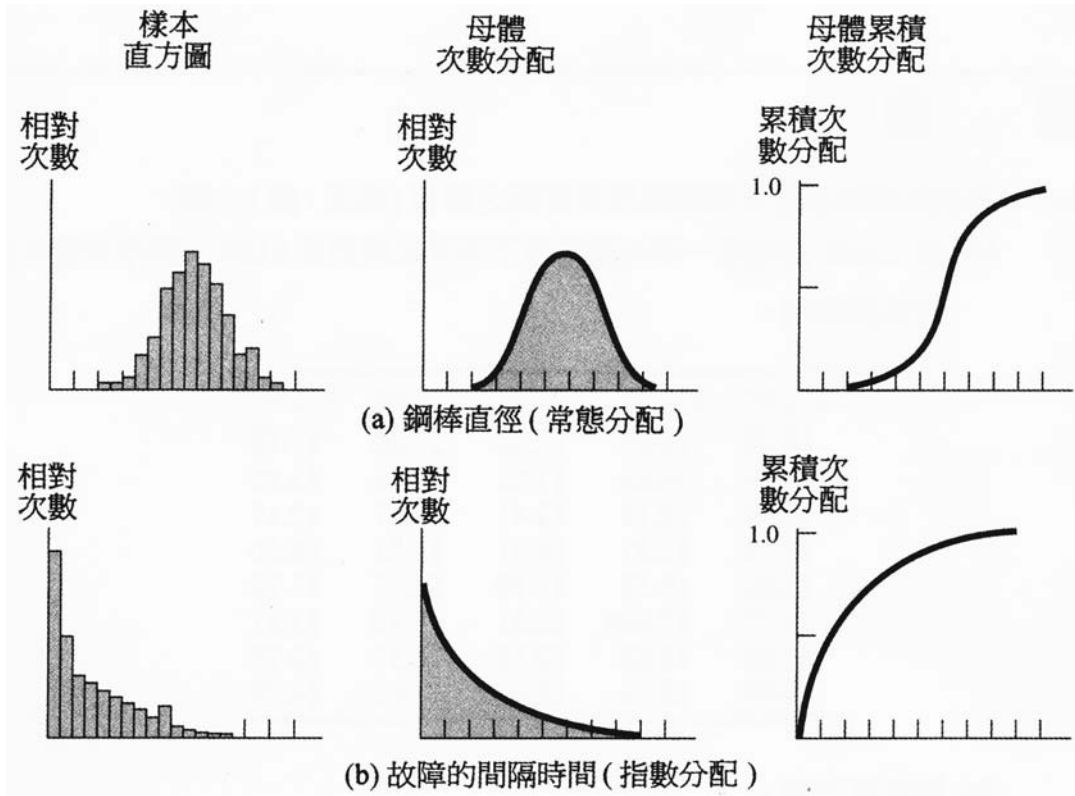 樣本
直方圖
母體
次數分配
母體累積
次數分配
相對
次數
相對
次數
累積次
數分配
1.0
(a) 鋼棒直徑 ( 常態分配 )
相對
次數
相對
次數
累積次
數分配
1.0
(b) 故障的間隔時間 ( 指數分配 )